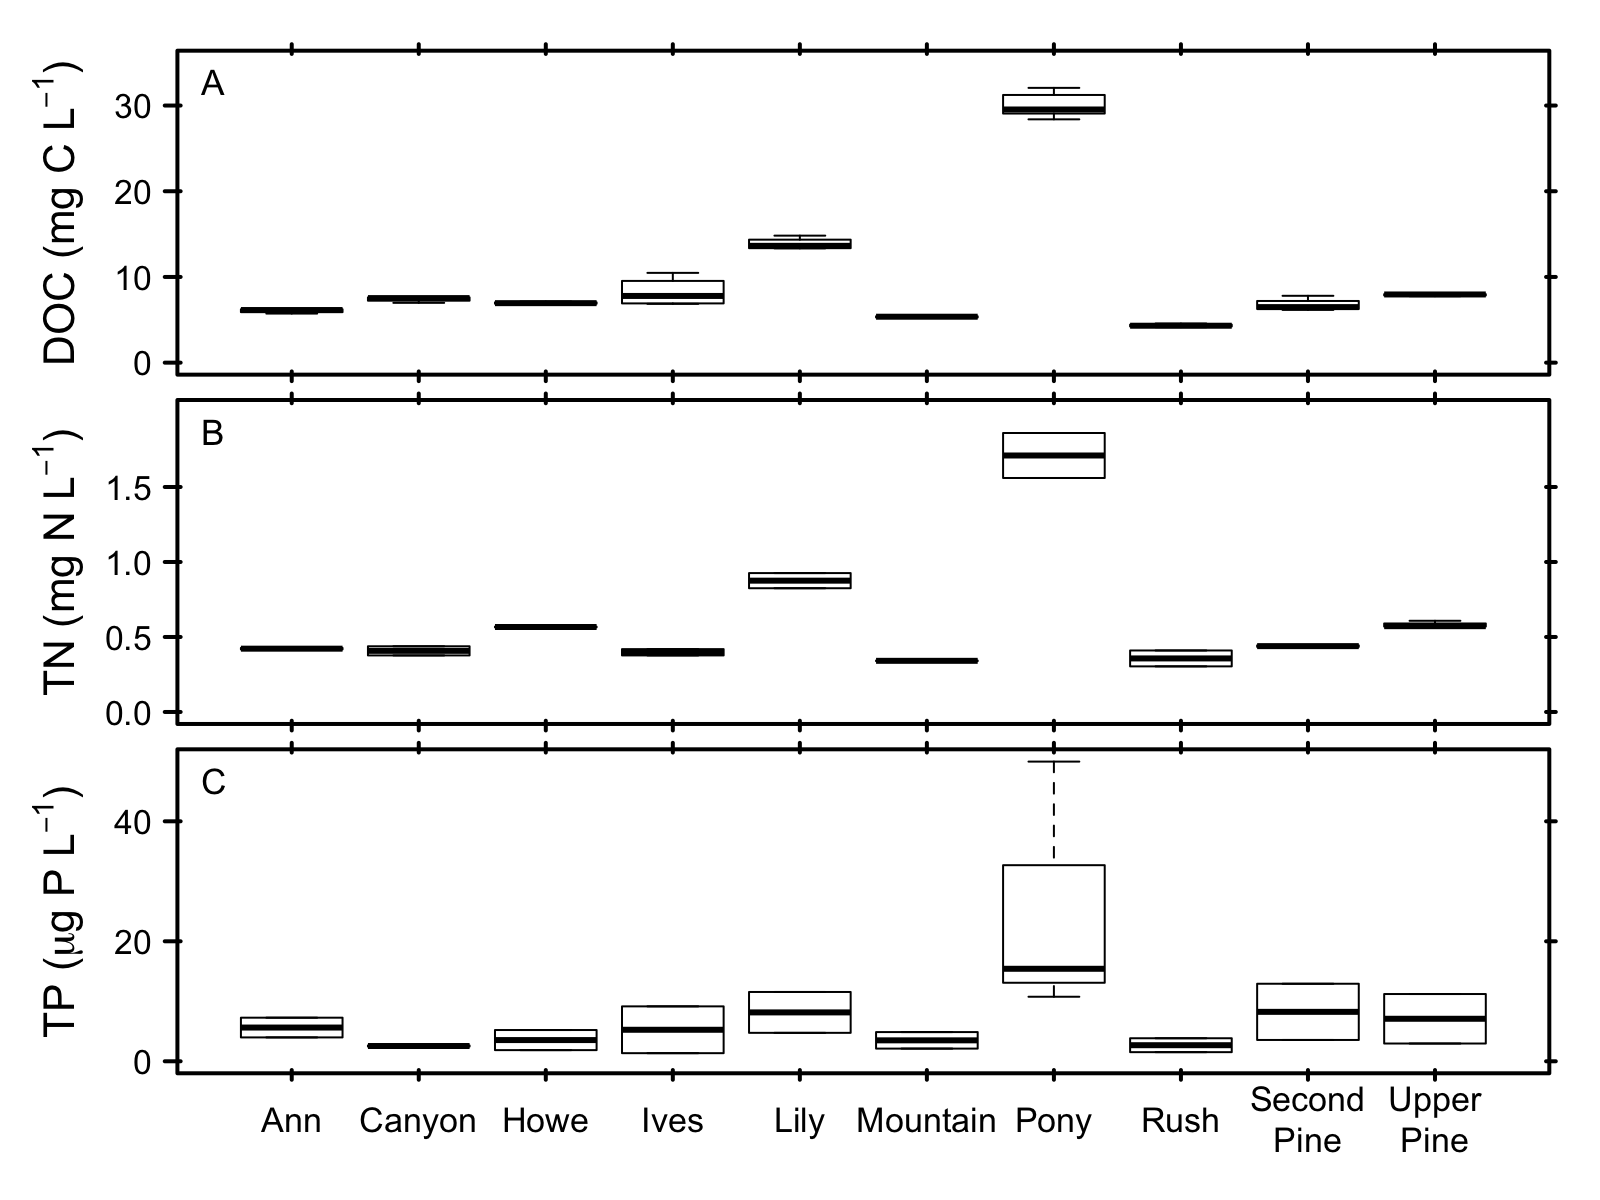 A
DOC (mg C L⁻¹)
30
20
10
0
B
TN (mg N L⁻¹)
1.5
1.0
0.5
0.0
C
TP (µg P L⁻¹)
40
20
0
Ann Canyon Howe Ives Lily Mountain Pony Rush Second Pine Upper Pine